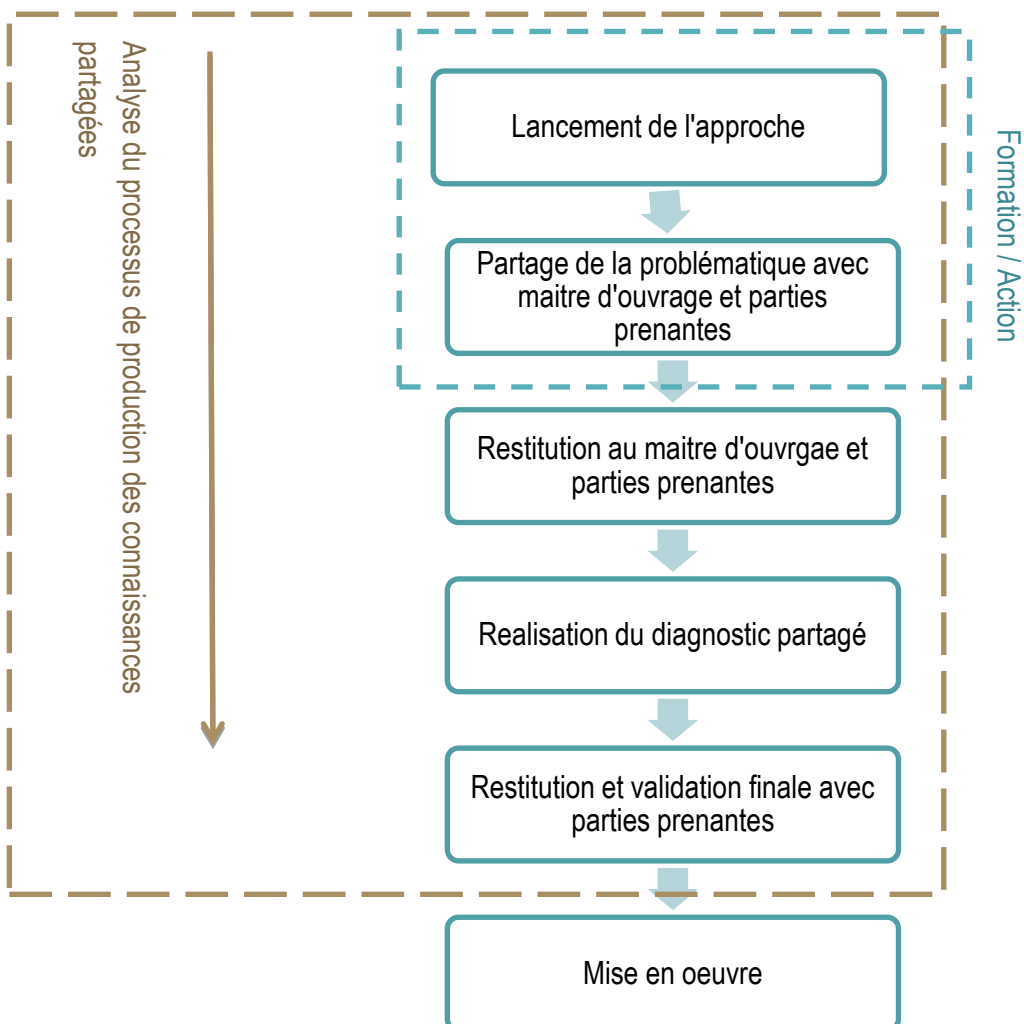 Analyse du processus de production des connaissances
partagées
Formation / Action
Lancement de l'approche
Partage de la problématique avec
maitre d'ouvrage et parties
prenantes
Restitution au maitre d'ouvrgae et
parties prenantes
Realisation du diagnostic partagé
Restitution et validation finale avec
parties prenantes
Mise en oeuvre